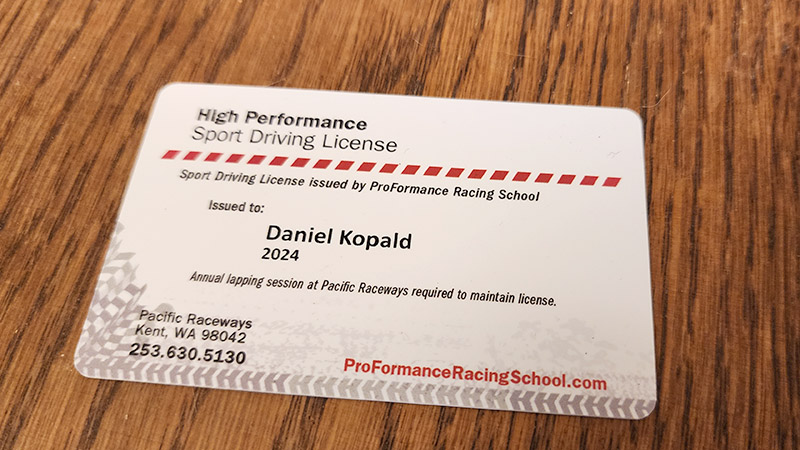 High Performance
Sport Driving License
Sport Driving License issued by ProFormance Racing School
Issued to:
Daniel Kopald
2024
Annual lapping session at Pacific Raceways required to maintain license.
Pacific Raceways
Kent, WA 98042
253.630.5130
ProFormanceRacingSchool.com